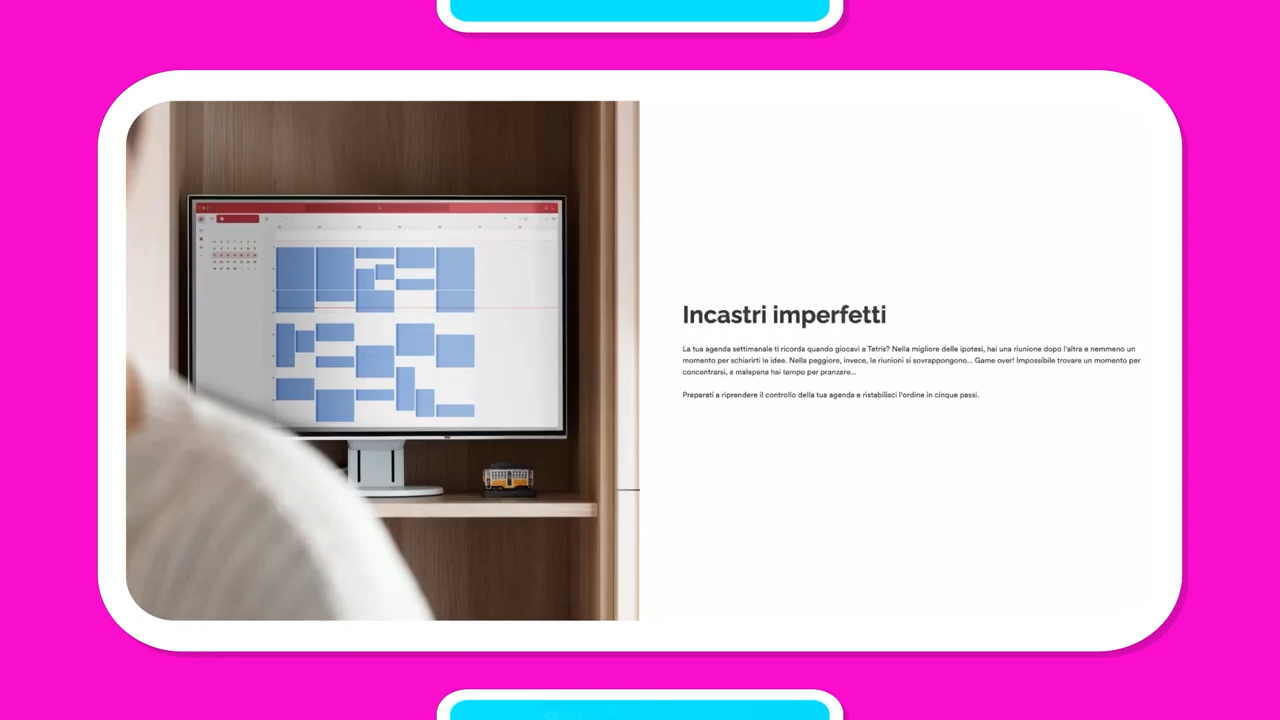 Incastri imperfetti
La tua agenda settimanale ti ricorda quando giocavi a Tetris? Nella migliore delle ipotesi, hai una riunione dopo l'altra e nemmeno un
momento per schiarirti le idee. Nella peggiore, invece, le riunioni si sovrappongono... Game over! Impossibile trovare un momento per
concentrarsi, a malapena hai tempo per pranzare...
Preparati a riprendere il controllo della tua agenda e ristabilisci l'ordine in cinque passi.